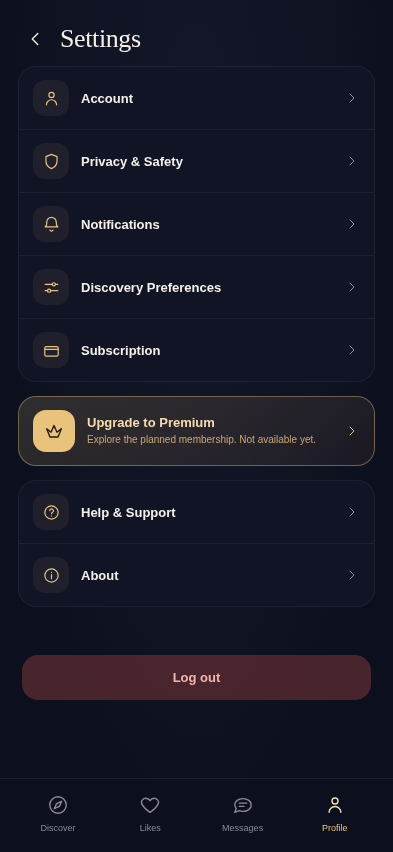 Settings
Account
Privacy & Safety
Notifications
Discovery Preferences
Subscription
Upgrade to Premium
Explore the planned membership. Not available yet.
Help & Support
About
Log out
Discover
Likes
Messages
Profile